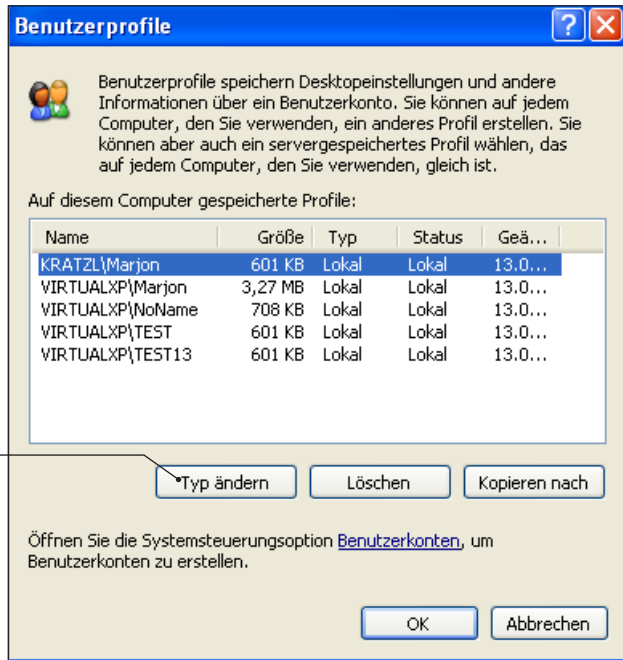 Benutzerprofile
Benutzerprofile speichern Desktopeinstellungen und andere
Informationen über ein Benutzerkonto. Sie können auf jedem
Computer, den Sie verwenden, ein anderes Profil erstellen. Sie
können aber auch ein servergespeichertes Profil wählen, das
auf jedem Computer, den Sie verwenden, gleich ist.
Auf diesem Computer gespeicherte Profile:
Name Größe Typ Status Geä...
KRATZL\Marjon 601 KB Lokal Lokal 13.0...
VIRTUALXP\Marjon 3,27 MB Lokal Lokal 13.0...
VIRTUALXP\NoName 708 KB Lokal Lokal 13.0...
VIRTUALXP\TEST 601 KB Lokal Lokal 13.0...
VIRTUALXP\TEST13 601 KB Lokal Lokal 13.0...
Typ ändern Löschen Kopieren nach
Öffnen Sie die Systemsteuerungsoption Benutzerkonten, um
Benutzerkonten zu erstellen.
OK Abbrechen